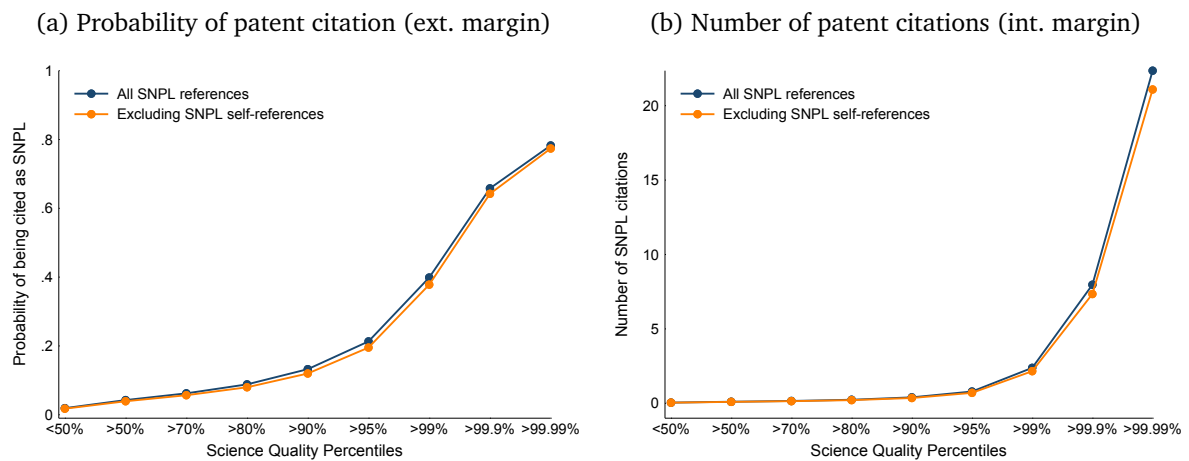 (a) Probability of patent citation (ext. margin)
1
.8
.6
.4
.2
0
Probability of being cited as SNPL
All SNPL references
Excluding SNPL self-references
<50% >50% >70% >80% >90% >95% >99% >99.9% >99.99%
Science Quality Percentiles
(b) Number of patent citations (int. margin)
20
15
10
5
0
Number of SNPL citations
All SNPL references
Excluding SNPL self-references
<50% >50% >70% >80% >90% >95% >99% >99.9% >99.99%
Science Quality Percentiles